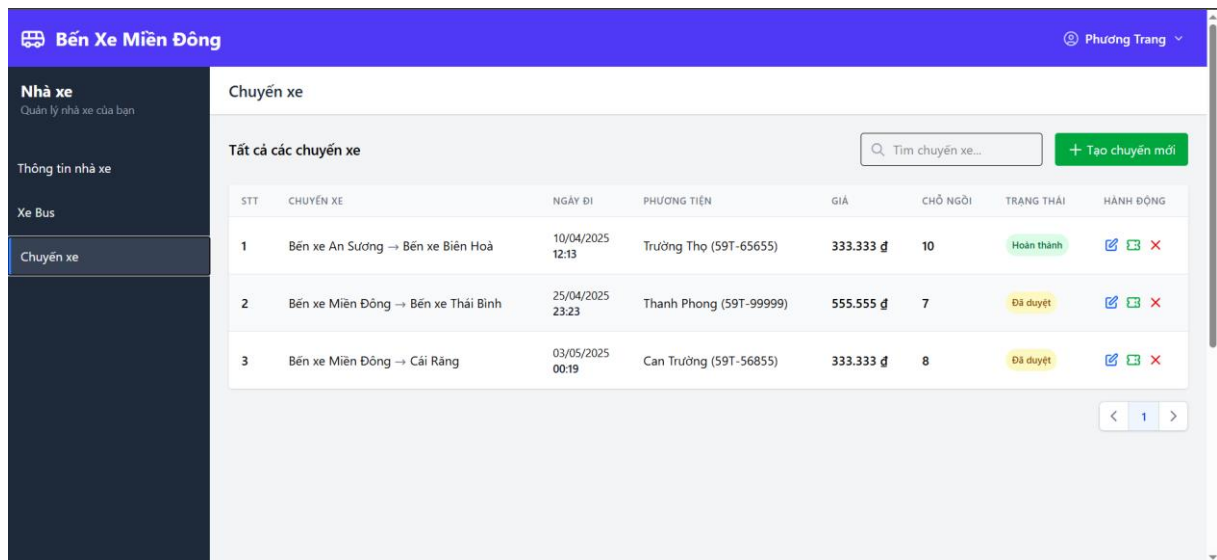 Bến Xe Miền Đông
Phương Trang
Nhà xe
Quản lý nhà xe của bạn
Thông tin nhà xe
Xe Bus
Chuyến xe
Chuyến xe
Tất cả các chuyến xe
Tìm chuyến xe...
+ Tạo chuyến mới
STT CHUYẾN XE NGÀY ĐI PHƯƠNG TIỆN GIÁ CHỖ NGỒI TRẠNG THÁI HÀNH ĐỘNG
1 Bến xe An Sương → Bến xe Biên Hoà 10/04/2025 Trường Thọ (59T-65655) 333.333 ₫ 10 Hoàn thành
12:13
2 Bến xe Miền Đông → Bến xe Thái Bình 25/04/2025 Thanh Phong (59T-99999) 555.555 ₫ 7 Đã duyệt
23:23
3 Bến xe Miền Đông → Cái Răng 03/05/2025 Can Trường (59T-56855) 333.333 ₫ 8 Đã duyệt
00:19
1